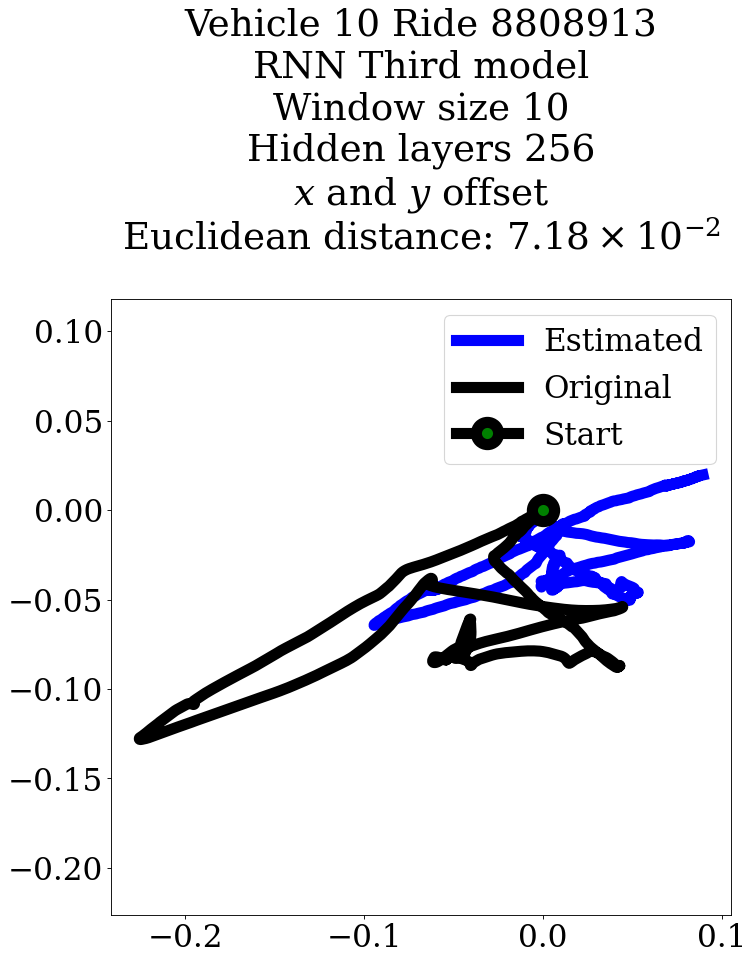 Vehicle 10 Ride 8808913
RNN Third model
Window size 10
Hidden layers 256
x and y offset
Euclidean distance: 7.18 × 10⁻²
Estimated
Original
Start
0.10
0.05
0.00
−0.05
−0.10
−0.15
−0.20
−0.2 −0.1 0.0 0.1